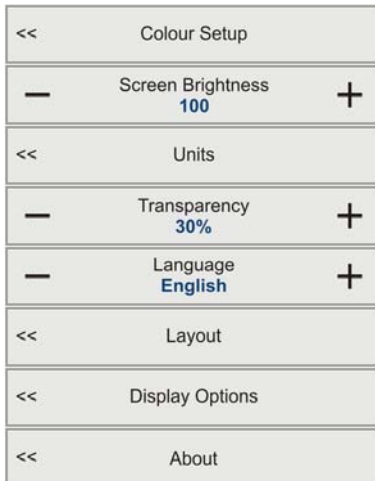 << Colour Setup
— Screen Brightness +
100
<< Units
— Transparency +
30%
— Language +
English
<< Layout
<< Display Options
<< About